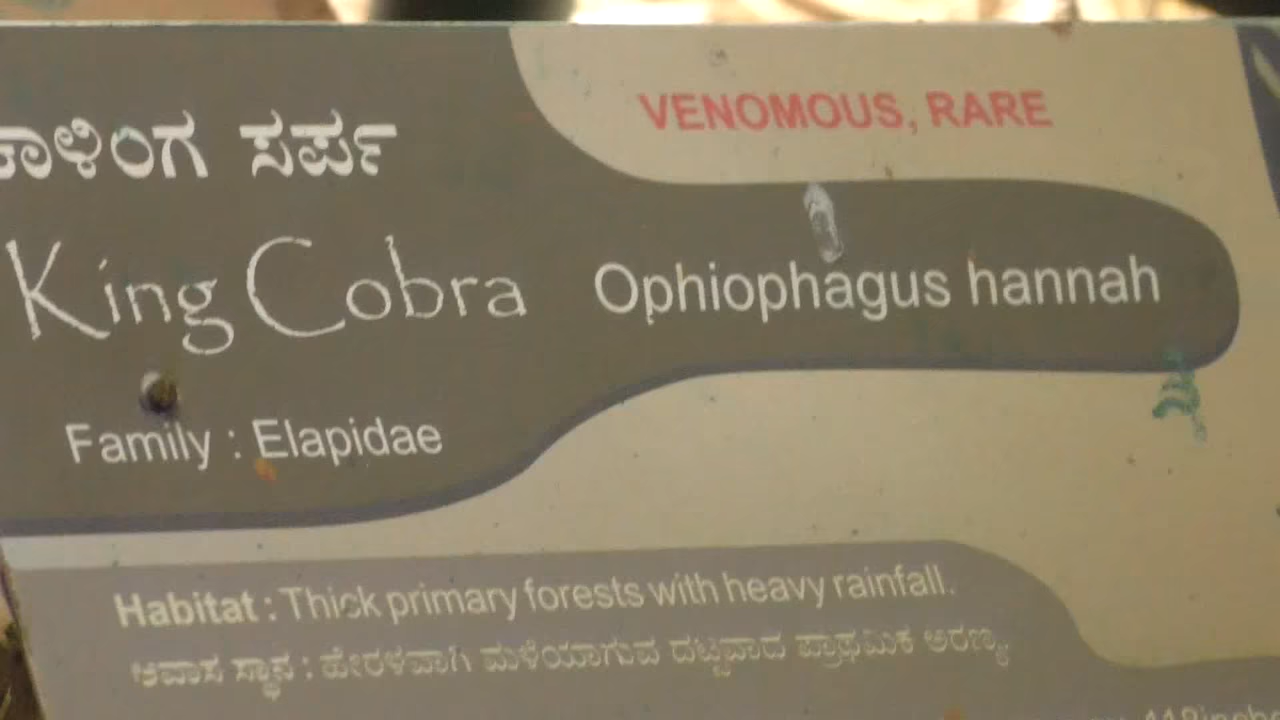 VENOMOUS, RARE
ಕಾಳಿಂಗ ಸರ್ಪ
King Cobra
Ophiophagus hannah
Family : Elapidae
Habitat : Thick primary forests with heavy rainfall.
ಆವಾಸ ಸ್ಥಾನ : ಹೇರಳವಾಗಿ ಮಳೆಯಾಗುವ ದಟ್ಟವಾದ ಪ್ರಾಥಮಿಕ ಅರಣ್ಯ.